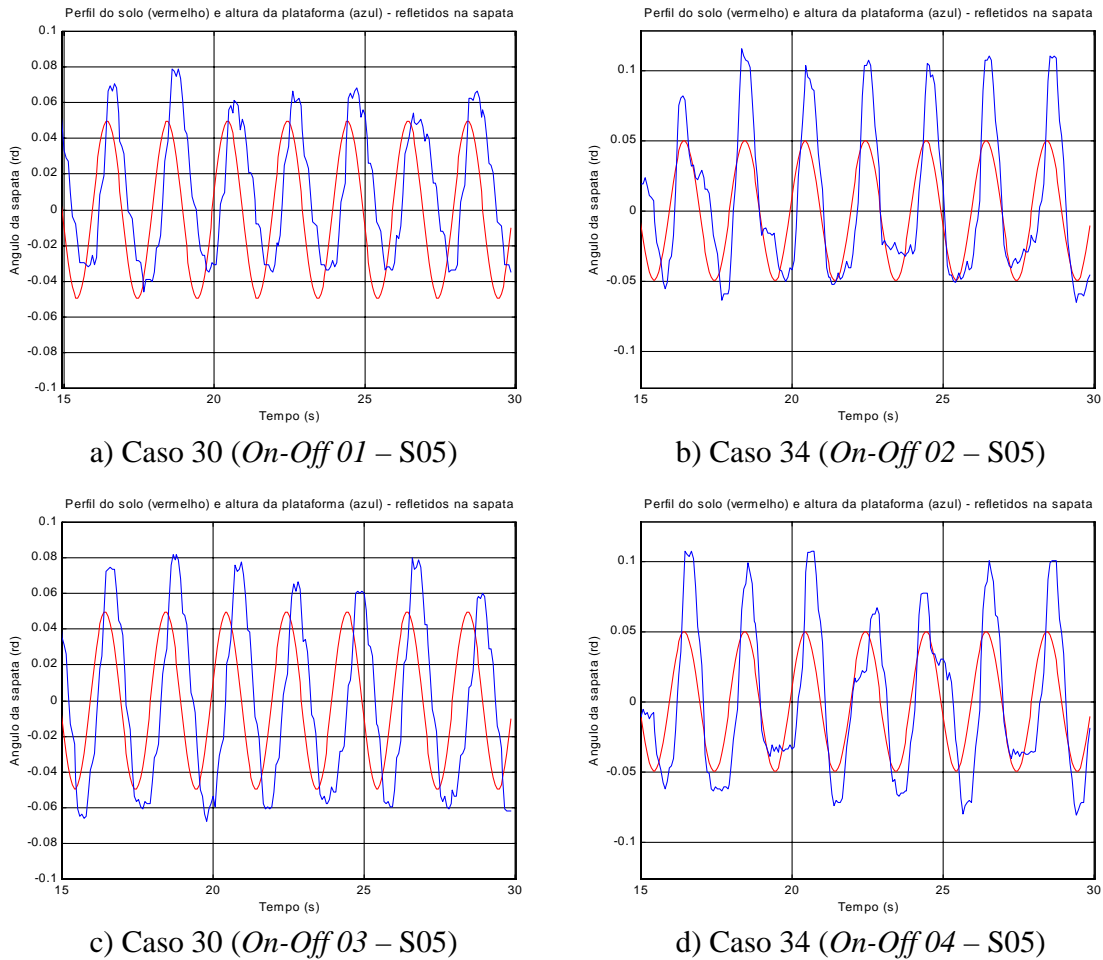 Perfil do solo (vermelho) e altura da plataforma (azul) - refletidos na sapata
0.1
0.08
0.06
0.04
0.02
0
-0.02
-0.04
-0.06
-0.08
-0.1
Angulo da sapata (rd)
15 20 25 30
Tempo (s)
a) Caso 30 (On-Off 01 – S05)
Perfil do solo (vermelho) e altura da plataforma (azul) - refletidos na sapata
0.1
0.05
0
-0.05
-0.1
Angulo da sapata (rd)
15 20 25 30
Tempo (s)
b) Caso 34 (On-Off 02 – S05)
Perfil do solo (vermelho) e altura da plataforma (azul) - refletidos na sapata
0.1
0.08
0.06
0.04
0.02
0
-0.02
-0.04
-0.06
-0.08
-0.1
Angulo da sapata (rd)
15 20 25 30
Tempo (s)
c) Caso 30 (On-Off 03 – S05)
Perfil do solo (vermelho) e altura da plataforma (azul) - refletidos na sapata
0.1
0.05
0
-0.05
-0.1
Angulo da sapata (rd)
15 20 25 30
Tempo (s)
d) Caso 34 (On-Off 04 – S05)